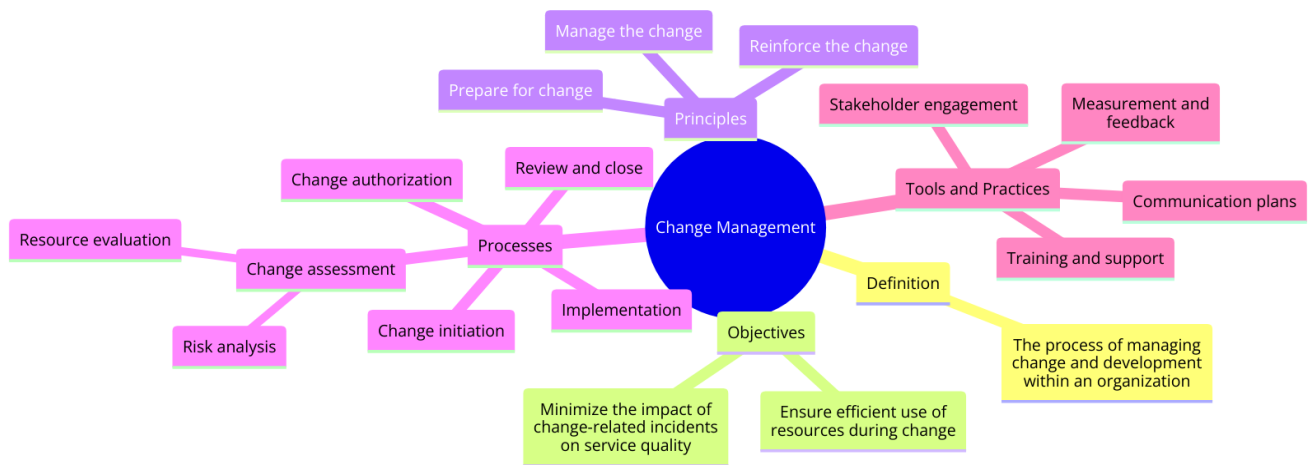 Change Management
Principles
Prepare for change
Manage the change
Reinforce the change
Tools and Practices
Stakeholder engagement
Measurement and
feedback
Communication plans
Training and support
Definition
The process of managing
change and development
within an organization
Objectives
Minimize the impact of
change-related incidents
on service quality
Ensure efficient use of
resources during change
Processes
Review and close
Change authorization
Change assessment
Resource evaluation
Risk analysis
Change initiation
Implementation